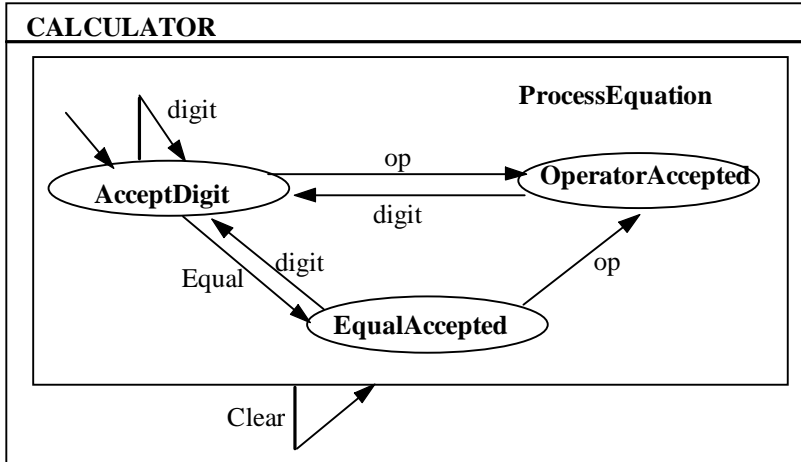 CALCULATOR
ProcessEquation
digit
op
AcceptDigit
OperatorAccepted
digit
Equal
digit
op
EqualAccepted
Clear